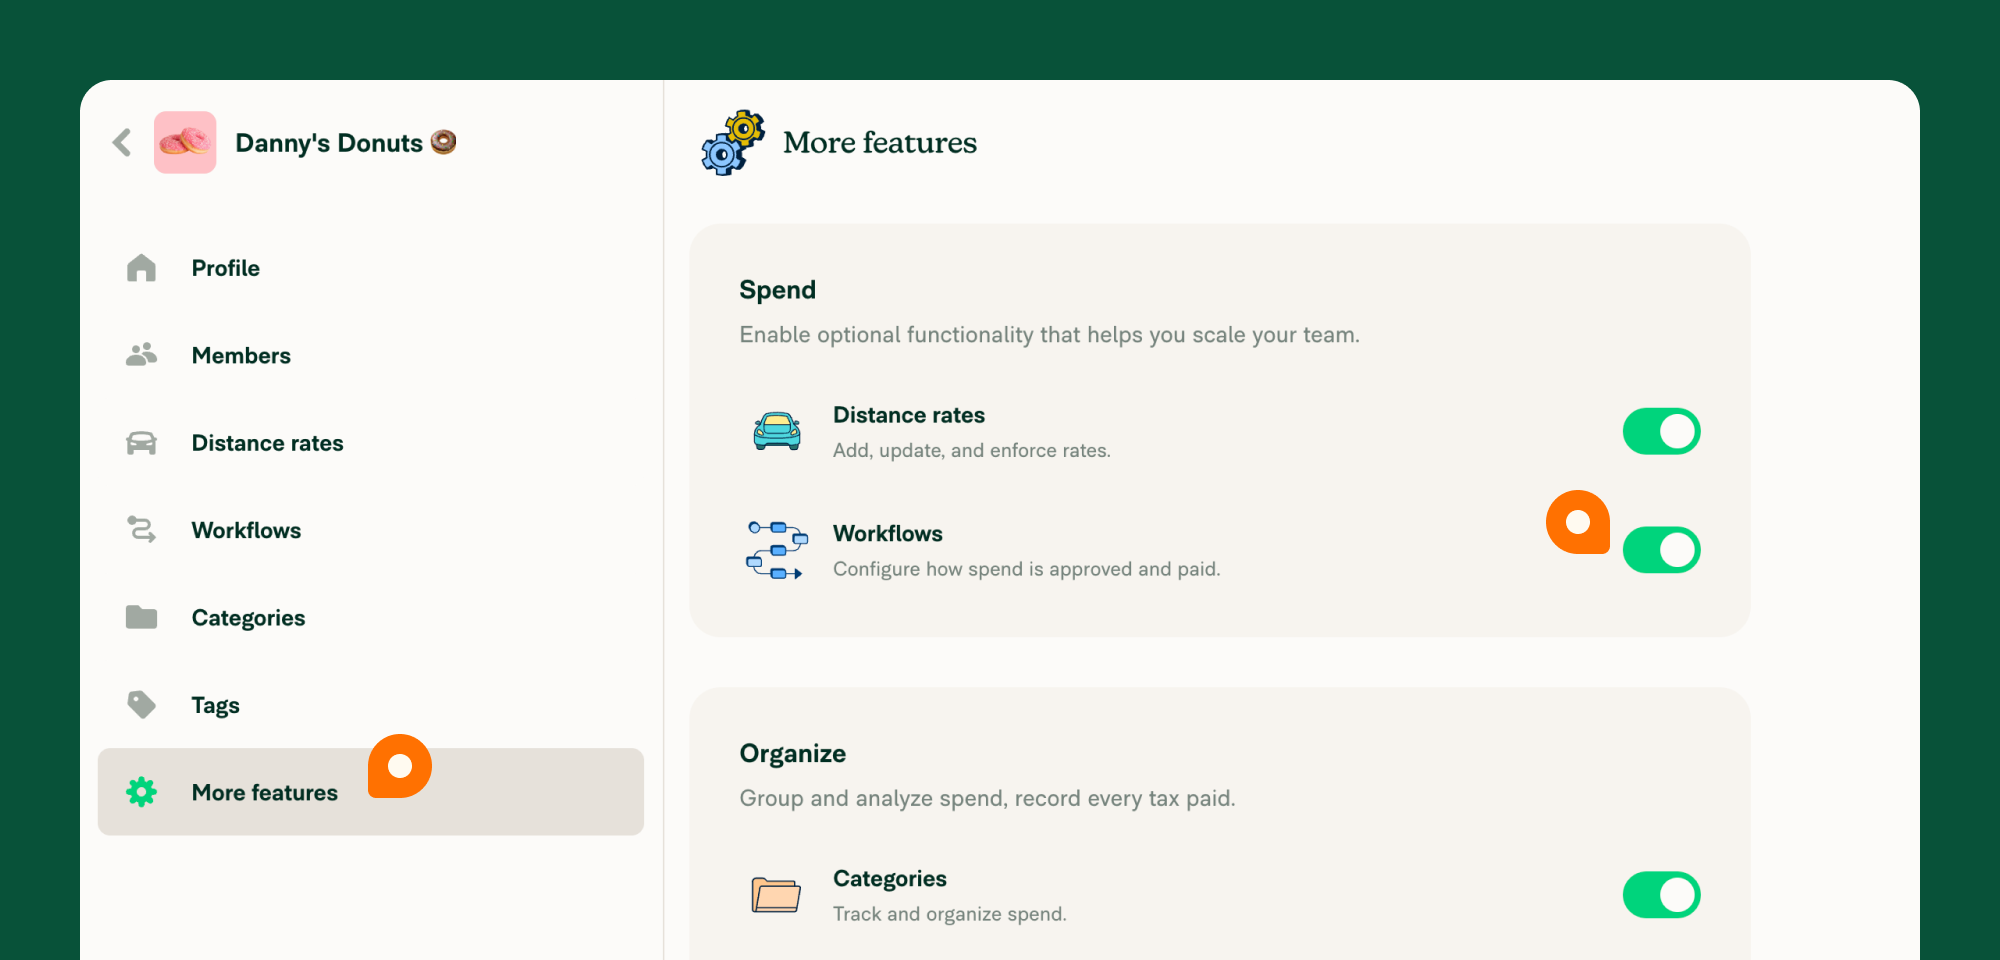 Danny's Donuts 🍩
Profile
Members
Distance rates
Workflows
Categories
Tags
More features
More features
Spend
Enable optional functionality that helps you scale your team.
Distance rates
Add, update, and enforce rates.
Workflows
Configure how spend is approved and paid.
Organize
Group and analyze spend, record every tax paid.
Categories
Track and organize spend.